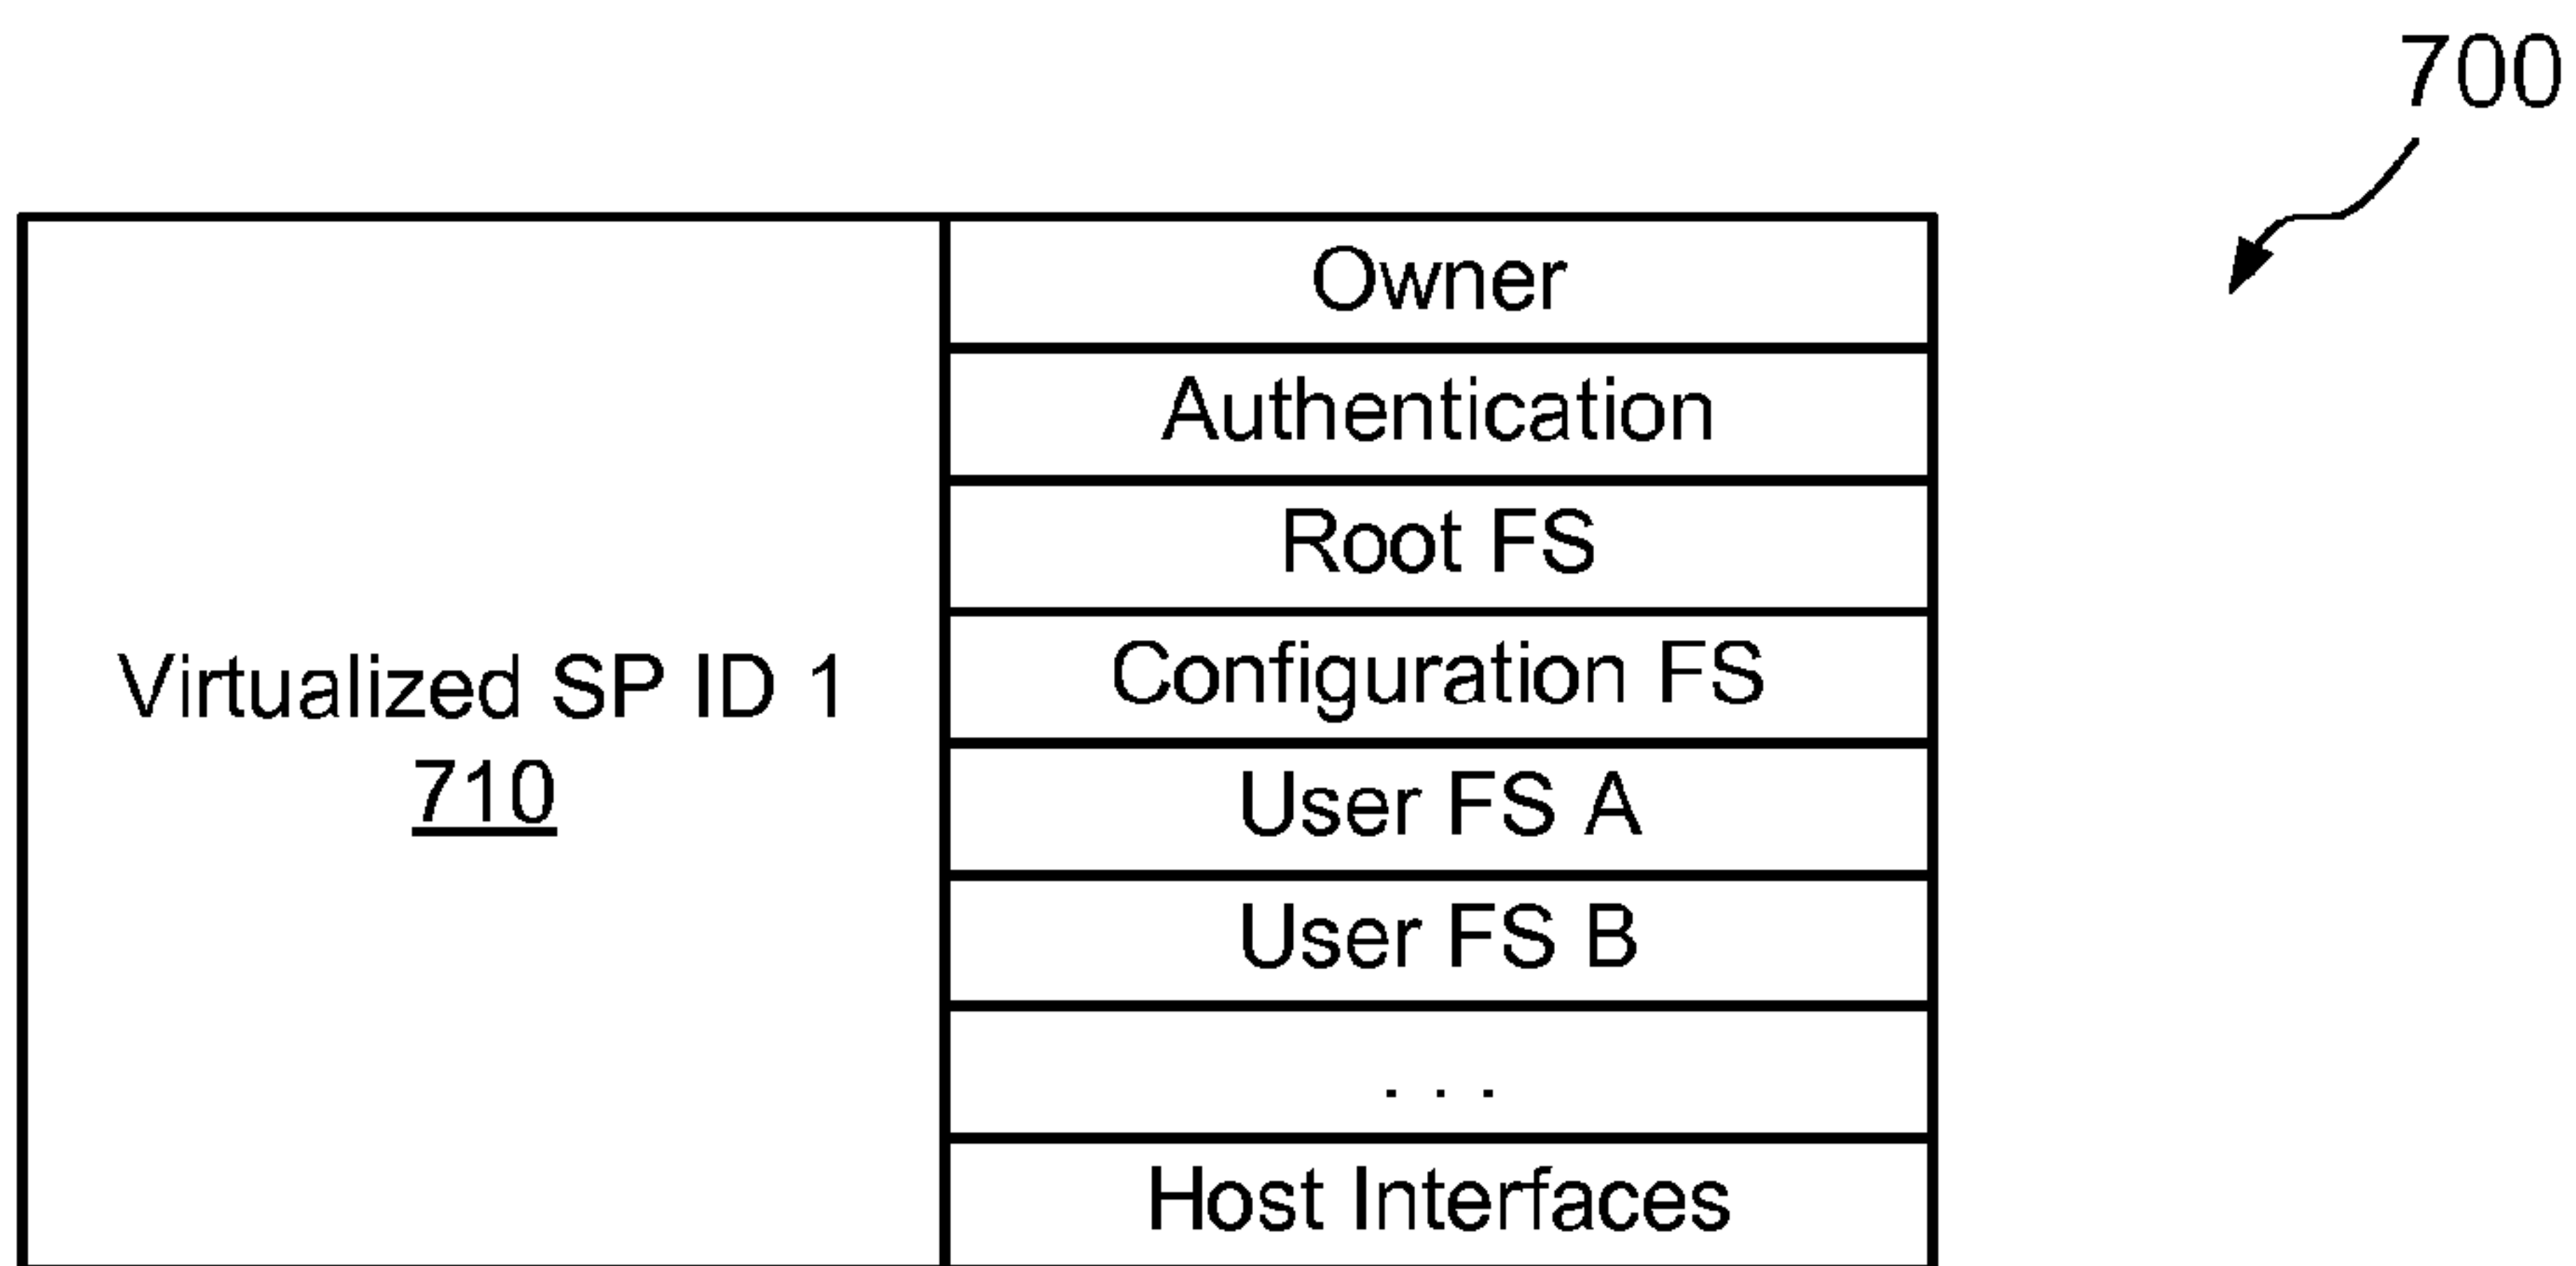 700
Owner
Authentication
Root FS
Configuration FS
Virtualized SP ID 1
710
User FS A
User FS B
. . .
Host Interfaces